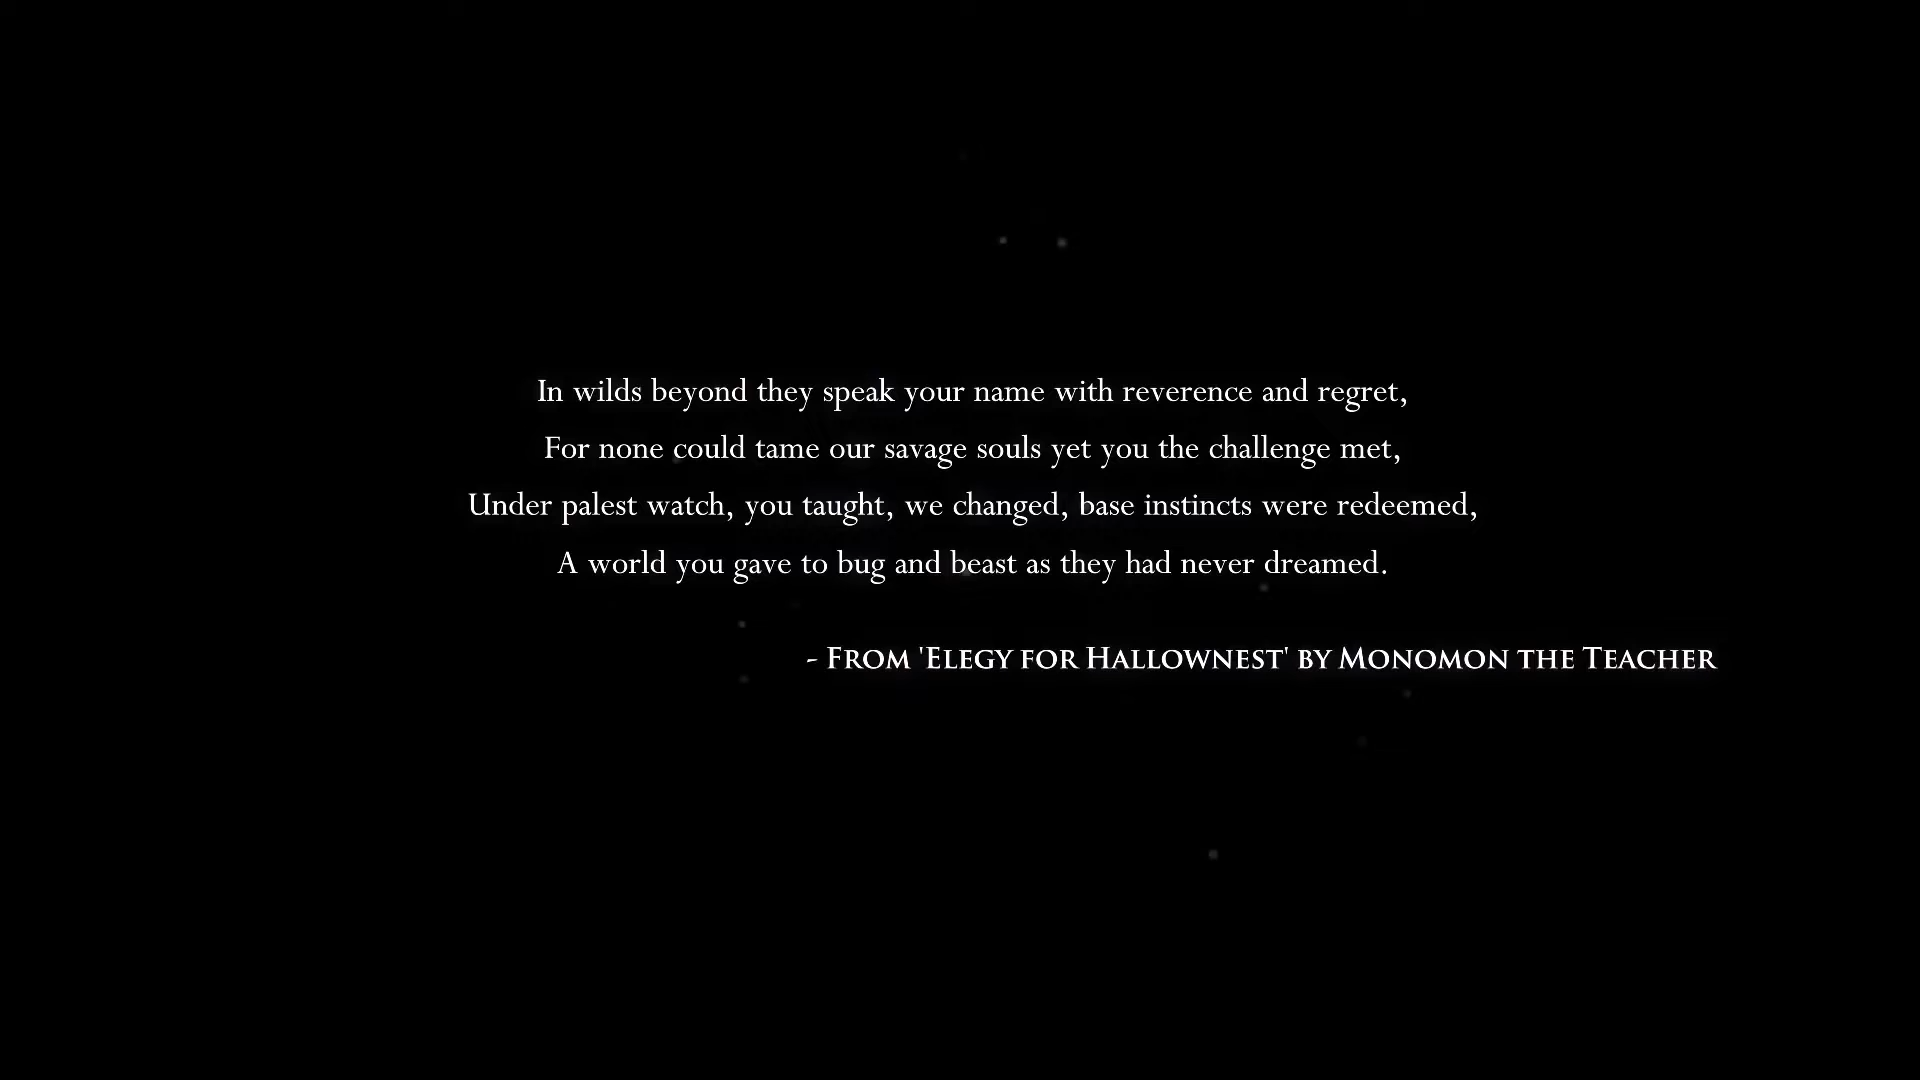 In wilds beyond they speak your name with reverence and regret,
For none could tame our savage souls yet you the challenge met,
Under palest watch, you taught, we changed, base instincts were redeemed,
A world you gave to bug and beast as they had never dreamed.
- From 'Elegy for Hallownest' by Monomon the Teacher